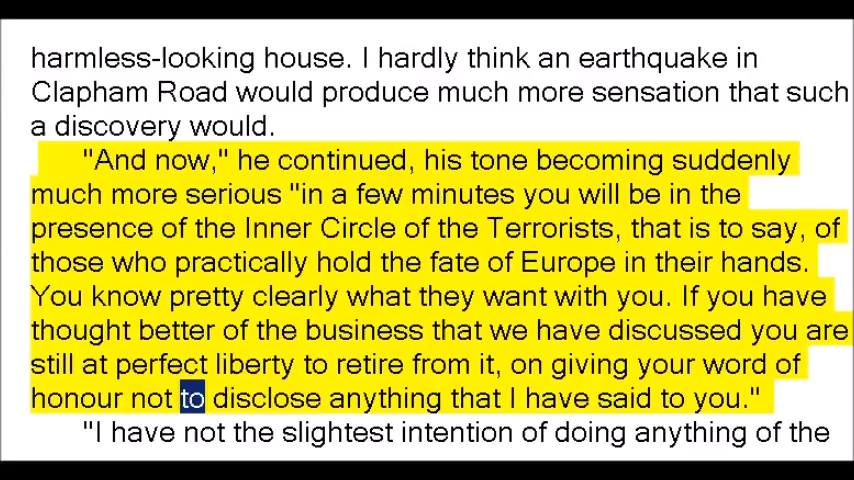 harmless-looking house. I hardly think an earthquake in
Clapham Road would produce much more sensation that such
a discovery would.
"And now," he continued, his tone becoming suddenly
much more serious "in a few minutes you will be in the
presence of the Inner Circle of the Terrorists, that is to say, of
those who practically hold the fate of Europe in their hands.
You know pretty clearly what they want with you. If you have
thought better of the business that we have discussed you are
still at perfect liberty to retire from it, on giving your word of
honour not to disclose anything that I have said to you."
"I have not the slightest intention of doing anything of the